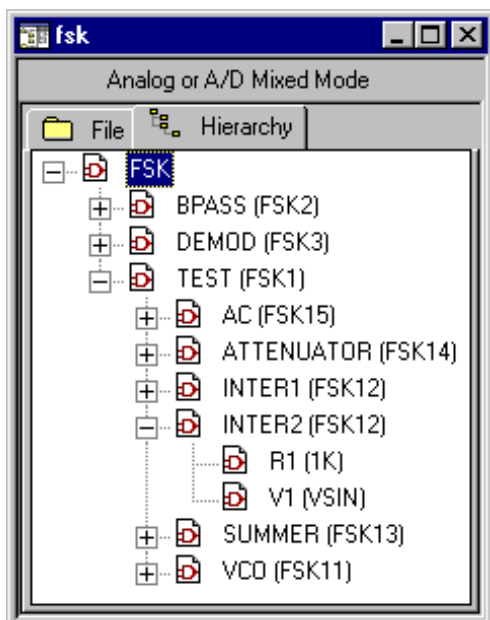 fsk
Analog or A/D Mixed Mode
File Hierarchy
FSK
BPASS (FSK2)
DEMOD (FSK3)
TEST (FSK1)
AC (FSK15)
ATTENUATOR (FSK14)
INTER1 (FSK12)
INTER2 (FSK12)
R1 (1K)
V1 (VSIN)
SUMMER (FSK13)
VCO (FSK11)